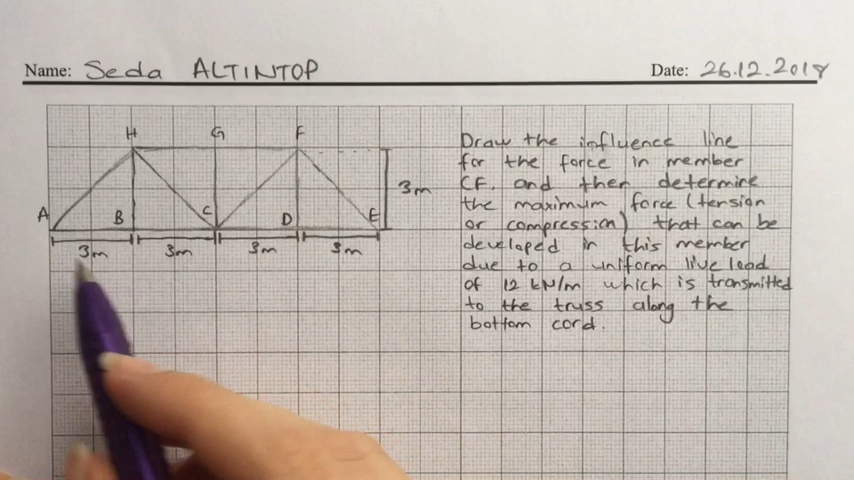 Name: Seda ALTINTOP
Date: 26.12.2018
H G F
A B C D E
3m
3m 3m 3m 3m
Draw the influence line
for the force in member
CF, and then determine
the maximum force (tension
or compression) that can be
developed in this member
due to a uniform live load
of 12 kN/m which is transmitted
to the truss along the
bottom cord.